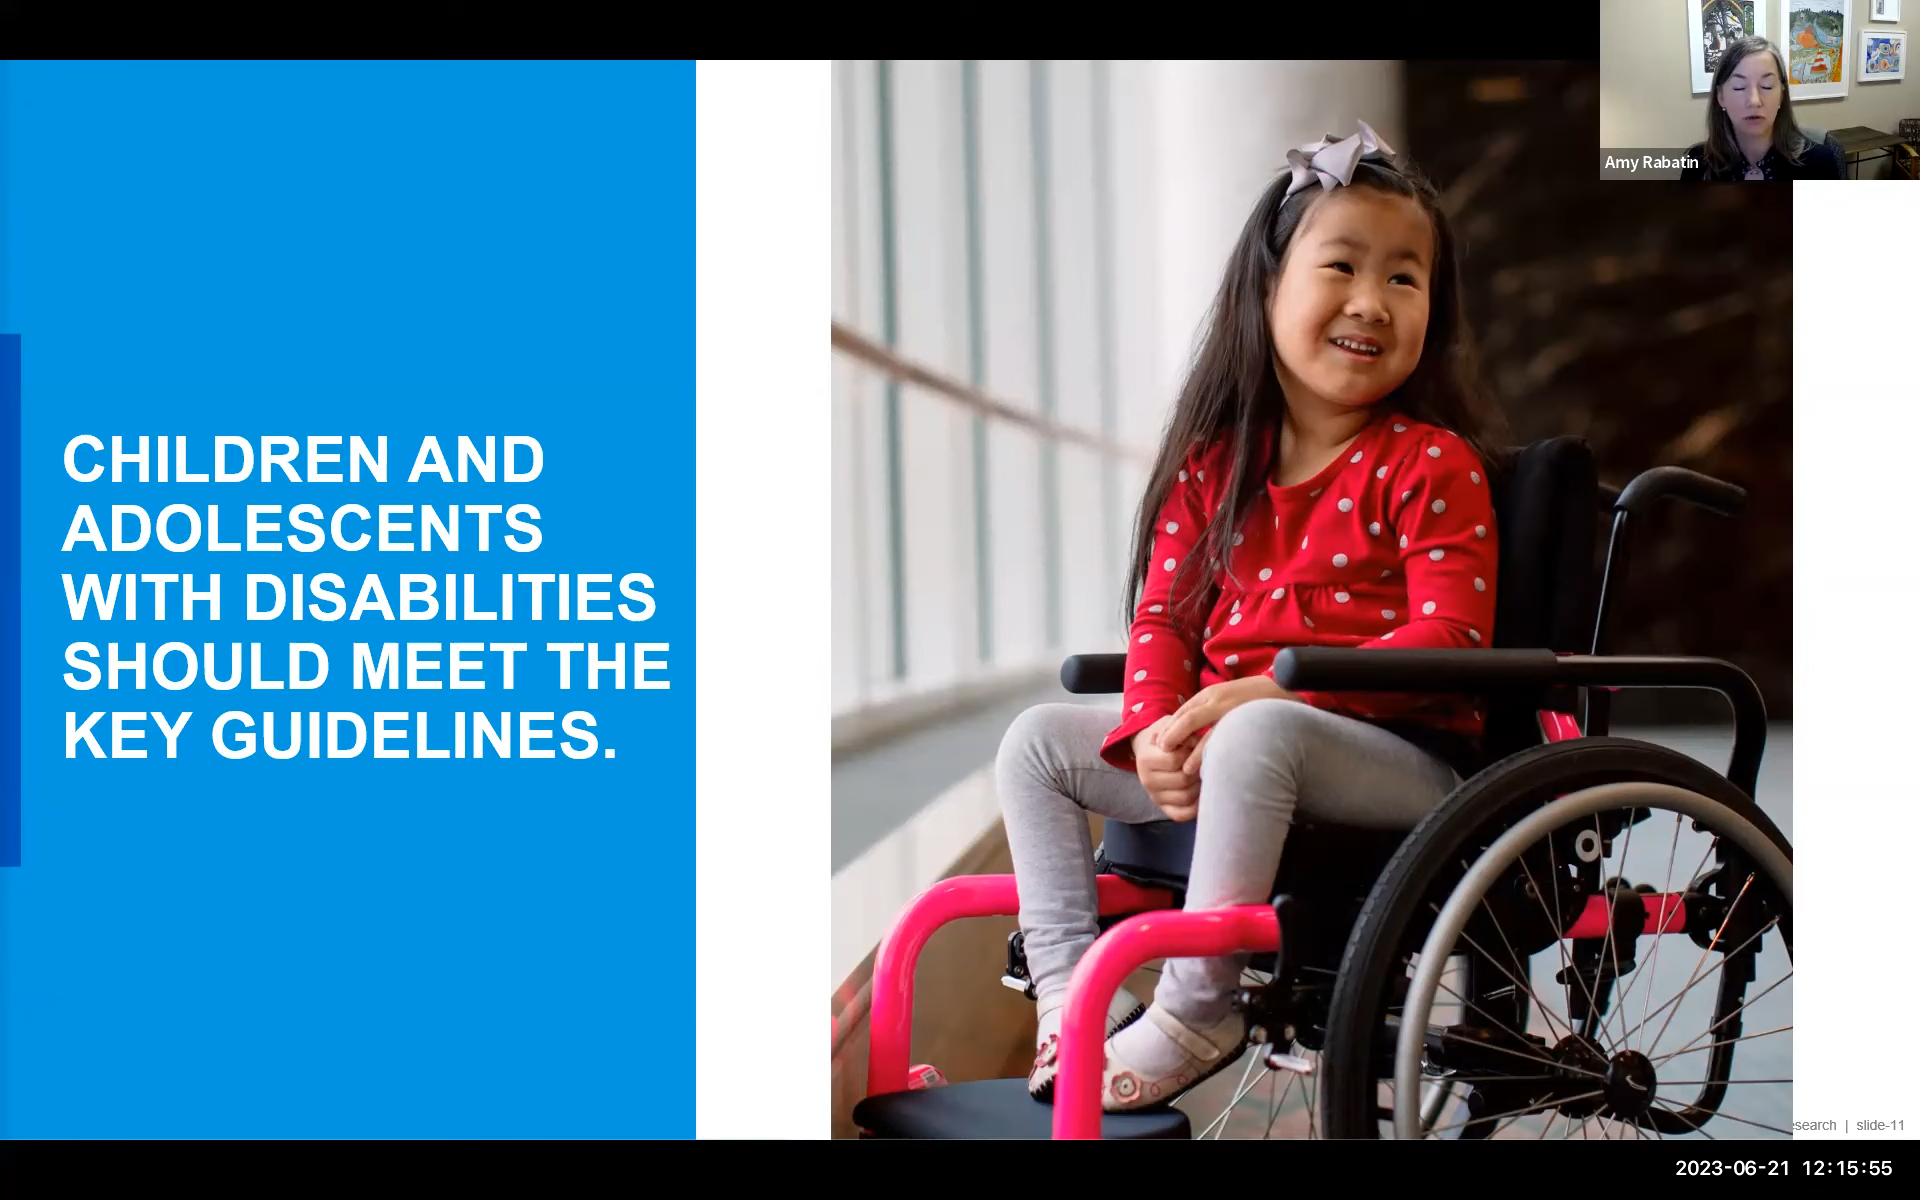 Amy Rabatin
CHILDREN AND
ADOLESCENTS
WITH DISABILITIES
SHOULD MEET THE
KEY GUIDELINES.
| slide-11
2023-06-21 12:15:55